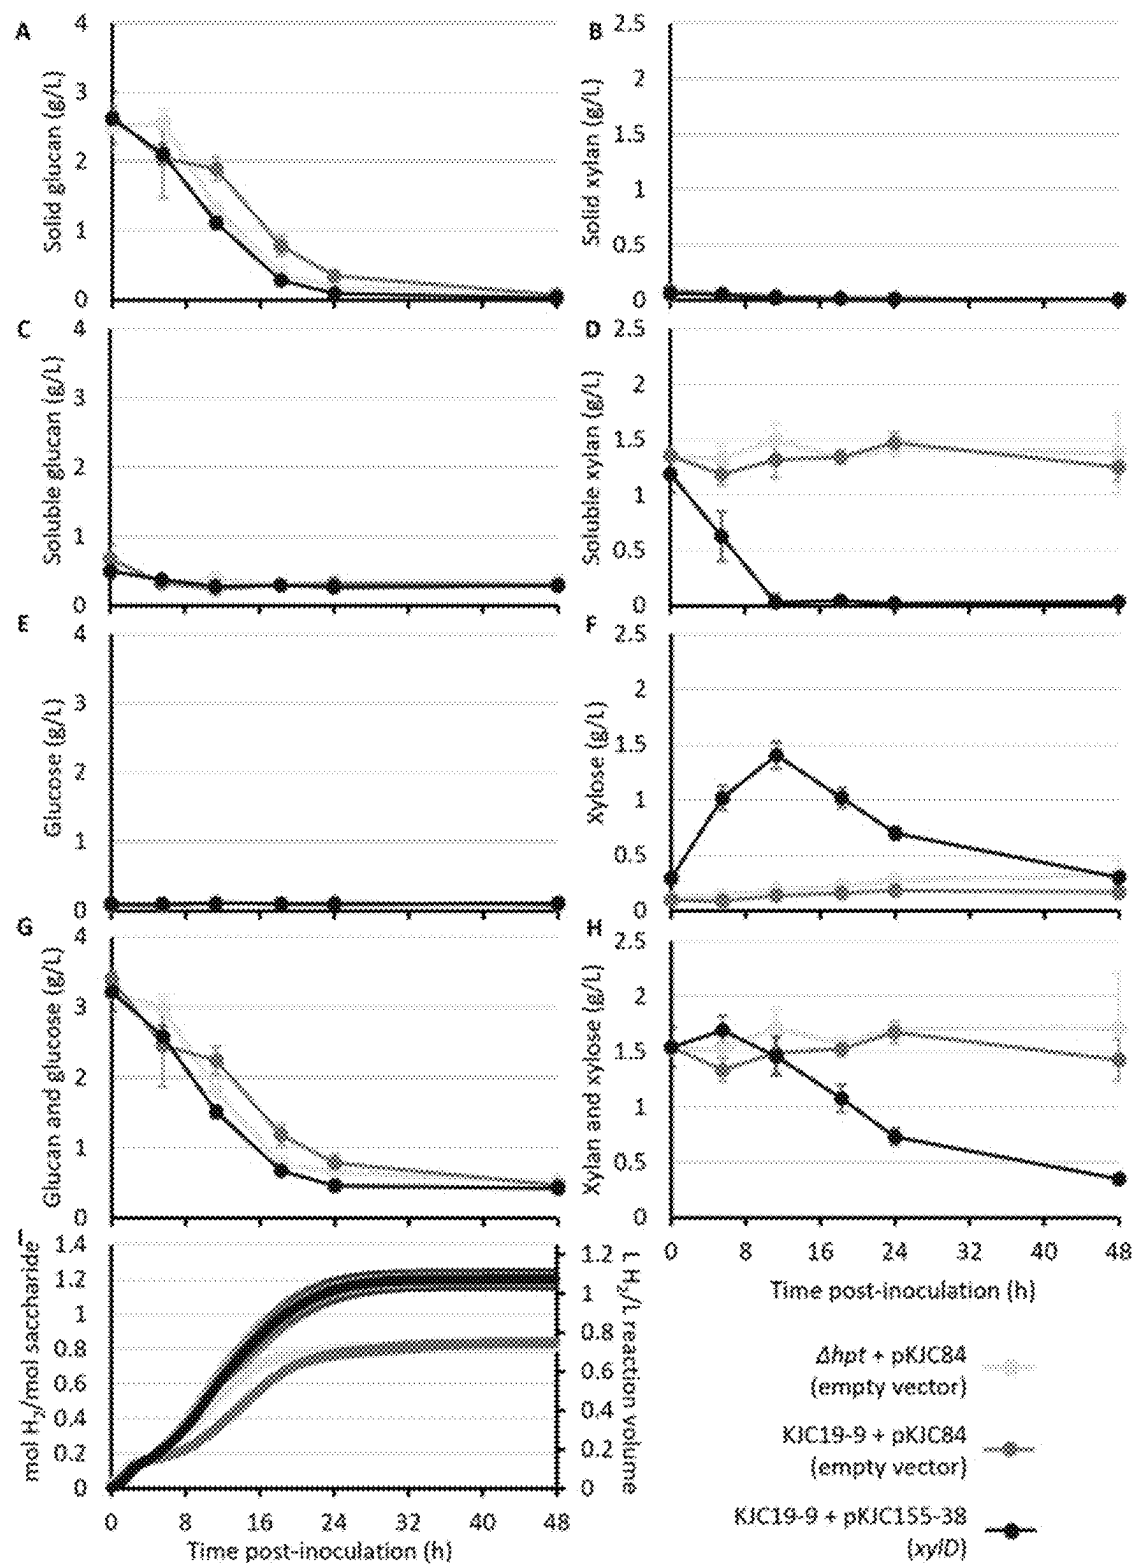 A
Solid glucan (g/L)
4
3
2
1
0
B
Solid xylan (g/L)
2.5
2
1.5
1
0.5
0
C
Soluble glucan (g/L)
4
3
2
1
0
D
Soluble xylan (g/L)
2.5
2
1.5
1
0.5
0
E
Glucose (g/L)
4
3
2
1
0
F
Xylose (g/L)
2.5
2
1.5
1
0.5
0
G
Glucan and glucose (g/L)
4
3
2
1
0
H
Xylan and xylose (g/L)
2.5
2
1.5
1
0.5
0
0 8 16 24 32 40 48
Time post-inoculation (h)
I
mol H₂/mol saccharide
1.4
1.2
1
0.8
0.6
0.4
0.2
0
L H₂/L reaction volume
1.2
1
0.8
0.6
0.4
0.2
0
0 8 16 24 32 40 48
Time post-inoculation (h)
Δhpt + pKJC84
(empty vector)
KJC19-9 + pKJC84
(empty vector)
KJC19-9 + pKJC155-38
(xylD)